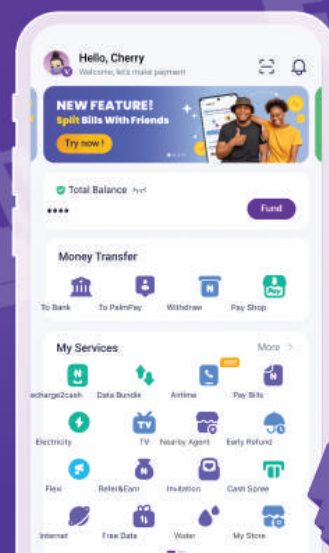 Hello, Cherry
Welcome, let's make payment
NEW FEATURE!
Split Bills With Friends
Try now !
Total Balance
****
Fund
Money Transfer
To Bank To PalmPay Withdraw Pay Shop
Pay
My Services More >
HOT
echarge2cash Data Bundle Airtime Pay Bills
TV
Electricity TV Nearby Agent Early Refund
Flexi Refer&Earn Invitation Cash Spree
Internet Free Data Water My Store